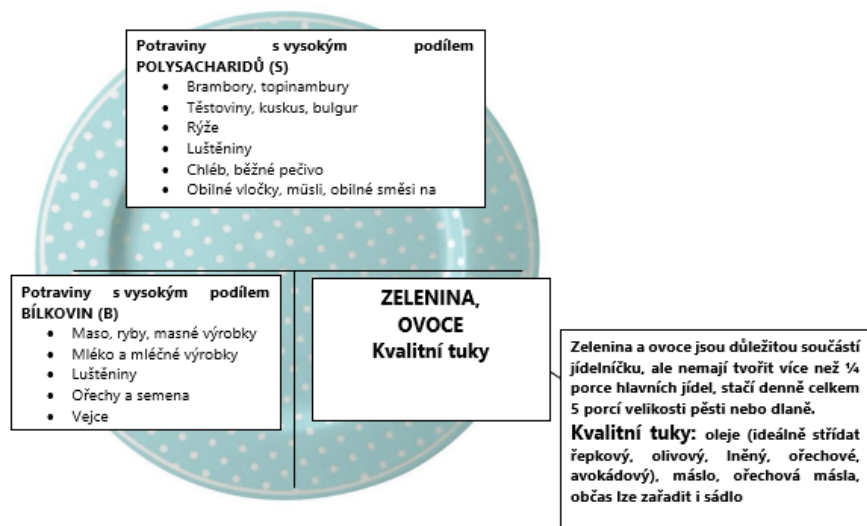 Potraviny s vysokým podílem
POLYSACHARIDŮ (S)
• Brambory, topinambury
• Těstoviny, kuskus, bulgur
• Rýže
• Luštěniny
• Chléb, běžné pečivo
• Obilné vločky, müsli, obilné směsi na
Potraviny s vysokým podílem
BÍLKOVIN (B)
• Maso, ryby, masné výrobky
• Mléko a mléčné výrobky
• Luštěniny
• Ořechy a semena
• Vejce
ZELENINA,
OVOCE
Kvalitní tuky
Zelenina a ovoce jsou důležitou součástí
jídelníčku, ale nemají tvořit více než ¼
porce hlavních jídel, stačí denně celkem
5 porcí velikosti pěsti nebo dlaně.
Kvalitní tuky: oleje (ideálně střídat
řepkový, olivový, lněný, ořechové,
avokádový), máslo, ořechová másla,
občas lze zařadit i sádlo